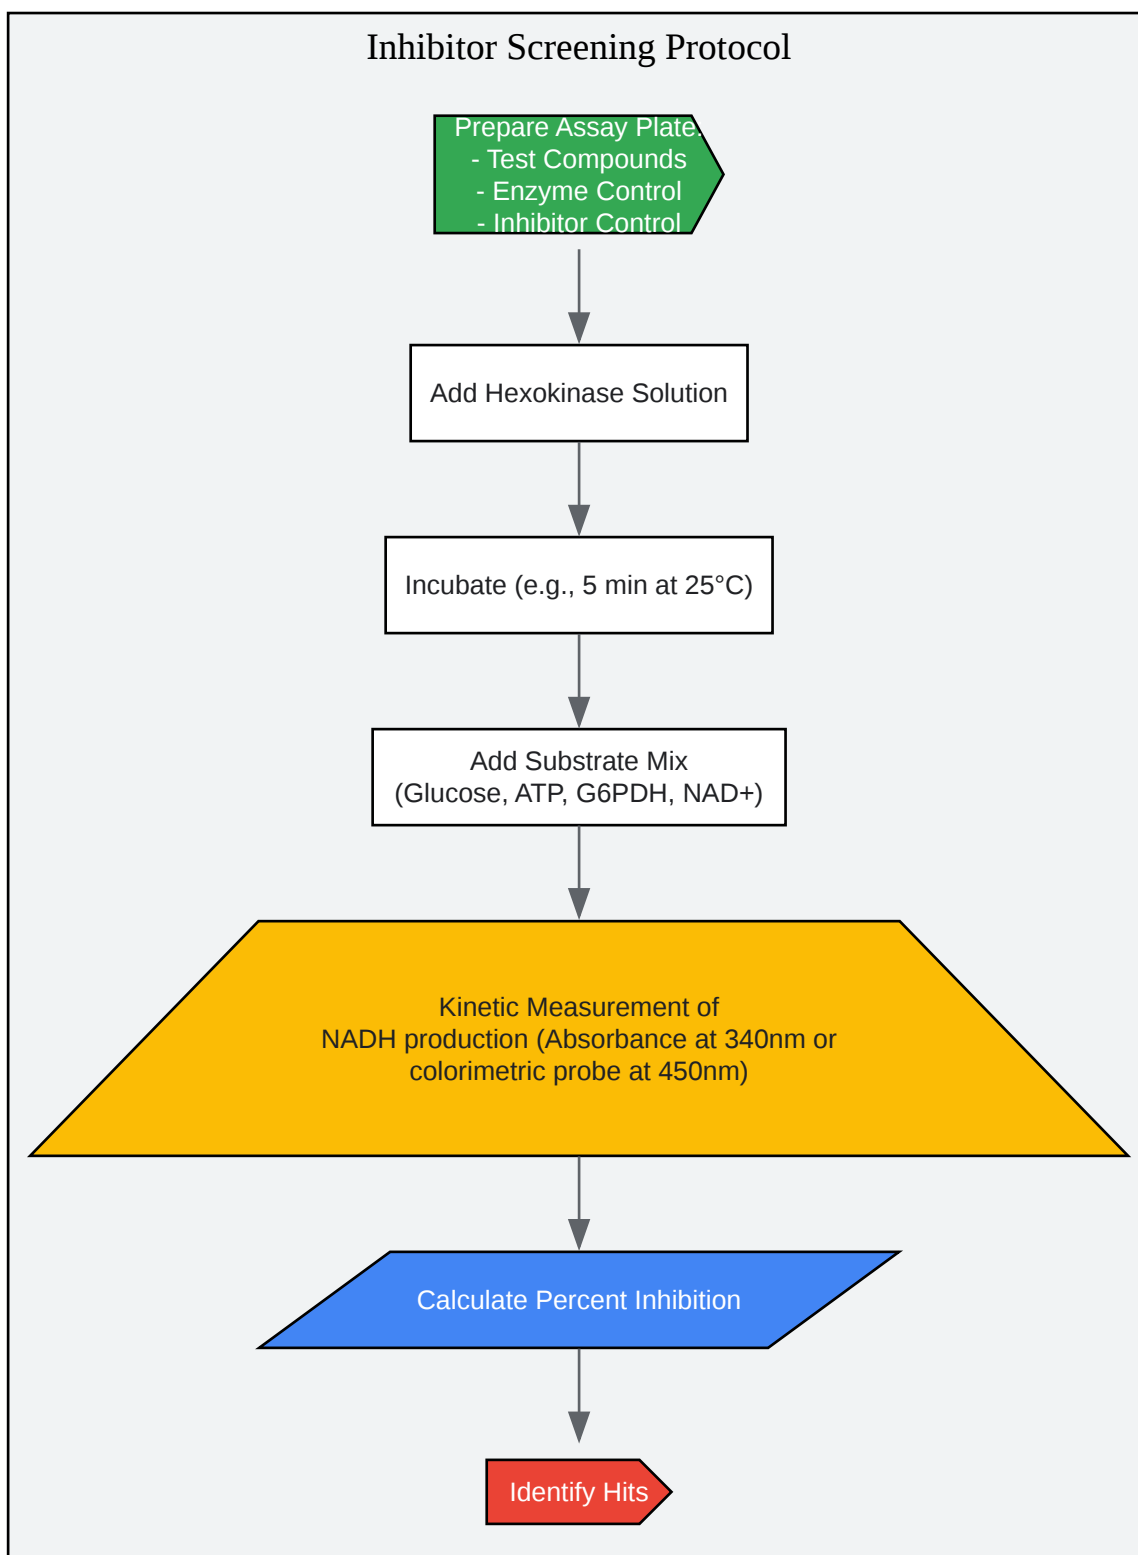 Inhibitor Screening Protocol
Prepare Assay Plate:
- Test Compounds
- Enzyme Control
- Inhibitor Control
Add Hexokinase Solution
Incubate (e.g., 5 min at 25°C)
Add Substrate Mix
(Glucose, ATP, G6PDH, NAD+)
Kinetic Measurement of
NADH production (Absorbance at 340nm or
colorimetric probe at 450nm)
Calculate Percent Inhibition
Identify Hits